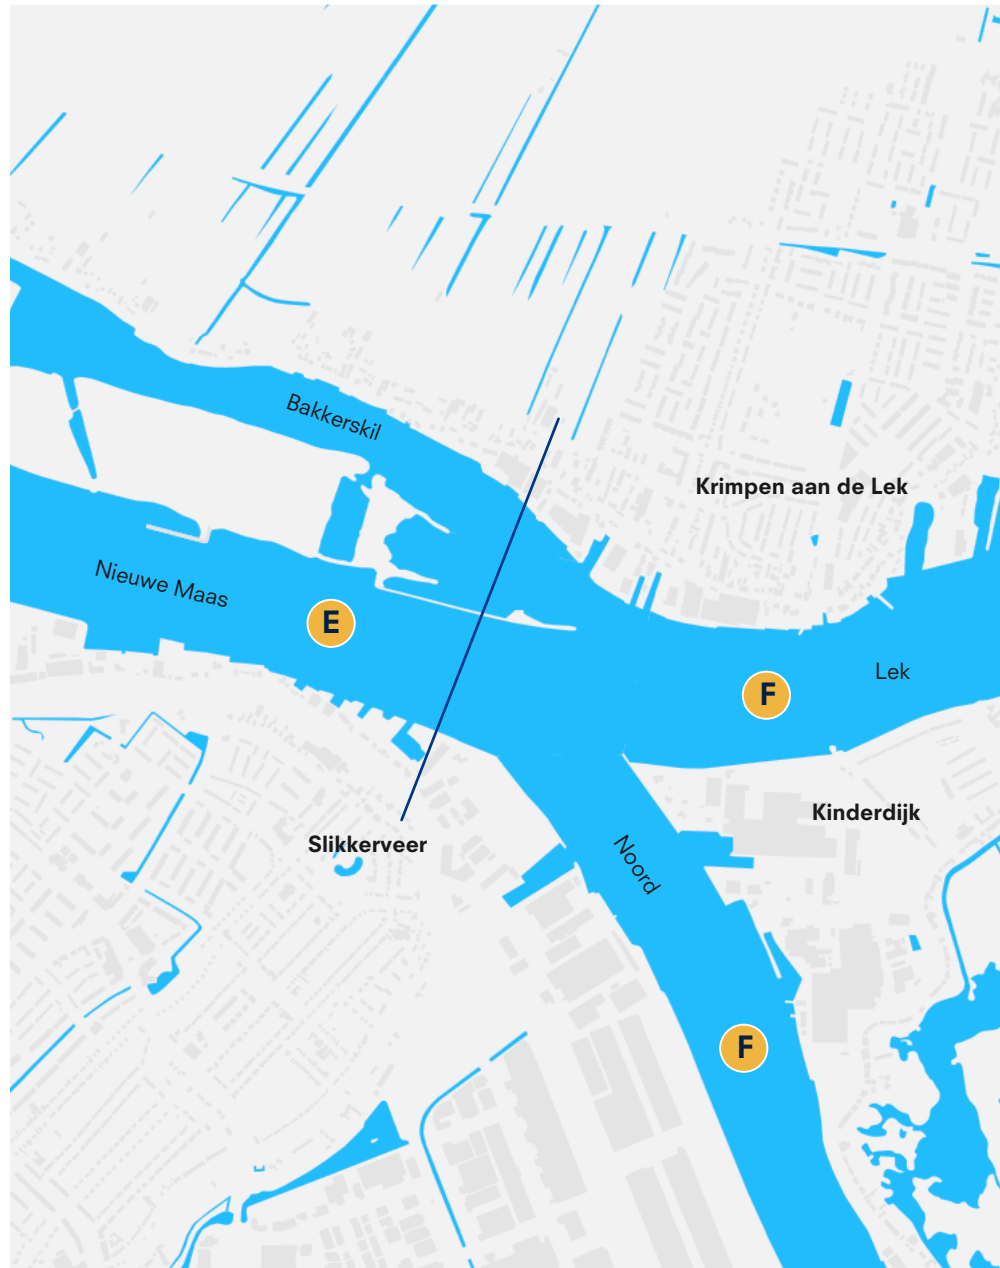 Bakkerskil
Krimpen aan de Lek
Nieuwe Maas
E
Lek
F
Kinderdijk
Slikkerveer
Noord
F